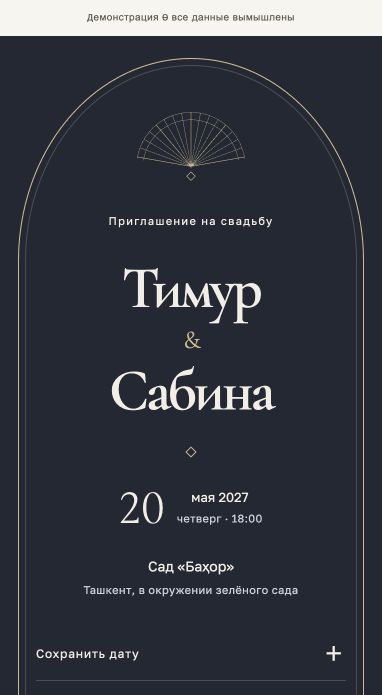 Демонстрация Ө все данные вымышлены
Приглашение на свадьбу
Тимур
&
Сабина
20 мая 2027
четверг · 18:00
Сад «Баҳор»
Ташкент, в окружении зелёного сада
Сохранить дату +